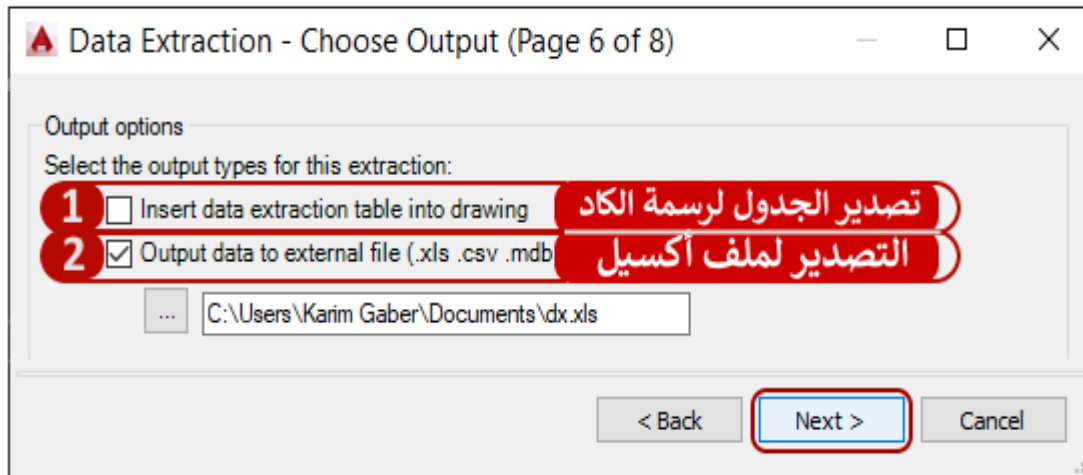 Data Extraction - Choose Output (Page 6 of 8)
Output options
Select the output types for this extraction:
1 Insert data extraction table into drawing تصدير الجدول لرسمة الكاد
2 Output data to external file (.xls .csv .mdb التصدير لملف أكسيل
... C:\Users\Karim Gaber\Documents\dx.xls
< Back Next > Cancel